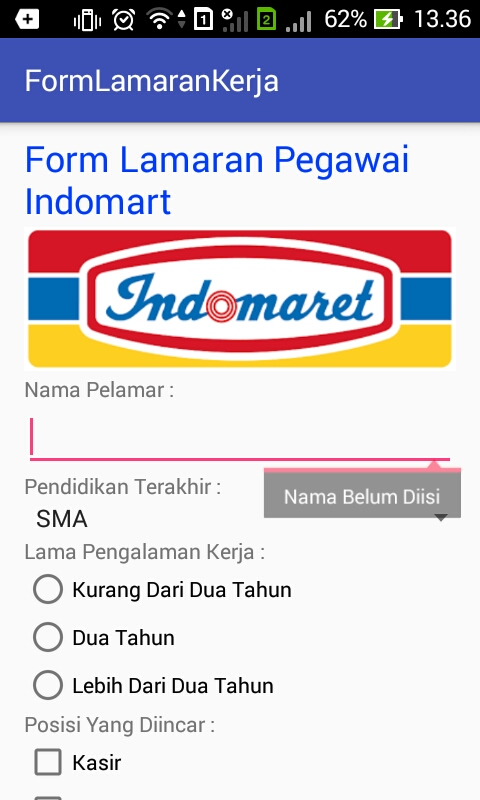 1 2 62% 13.36
FormLamaranKerja
Form Lamaran Pegawai
Indomart
Indomaret
Nama Pelamar :
Pendidikan Terakhir :
Nama Belum Diisi
SMA
Lama Pengalaman Kerja :
Kurang Dari Dua Tahun
Dua Tahun
Lebih Dari Dua Tahun
Posisi Yang Diincar :
Kasir